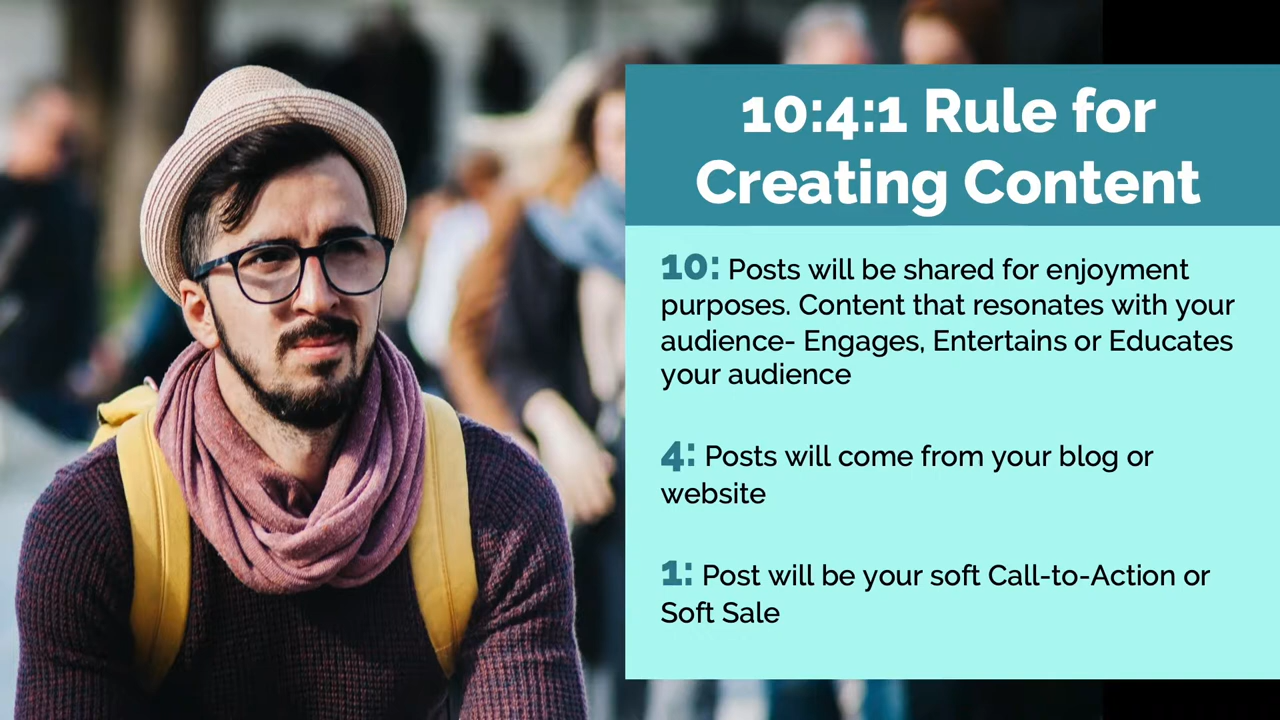 10:4:1 Rule for
Creating Content
10: Posts will be shared for enjoyment
purposes. Content that resonates with your
audience- Engages, Entertains or Educates
your audience
4: Posts will come from your blog or
website
1: Post will be your soft Call-to-Action or
Soft Sale